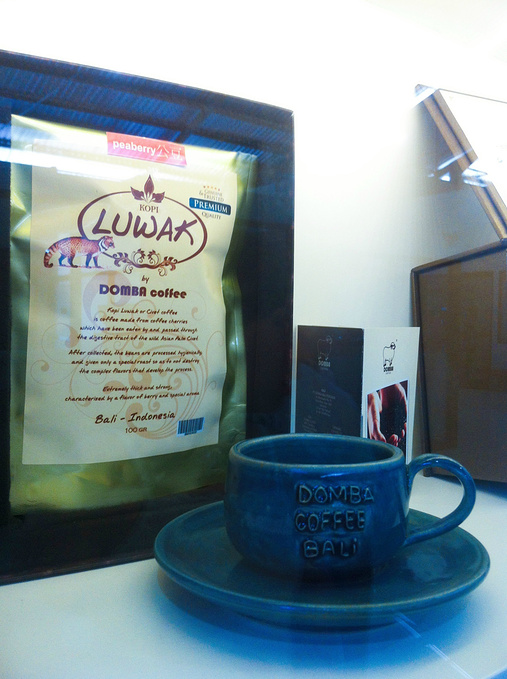 peaberry
KOPI
LUWAK
PREMIUM
QUALITY
by
DOMBA coffee
Kopi Luwak or Civet coffee
is coffee made from coffee cherries
which have been eaten by and passed through
the digestive tract of the wild Asian Palm Civet
After collected, the beans are processed hygienically
and given only a special roast so as to not destroy
the complex flavors that develop the process.
Extremely thick and strong,
characterized by a flavor of berry and special aroma
Bali - Indonesia
100 GR
DOMBA
DOMBA
DOMBA
COFFEE
BALI